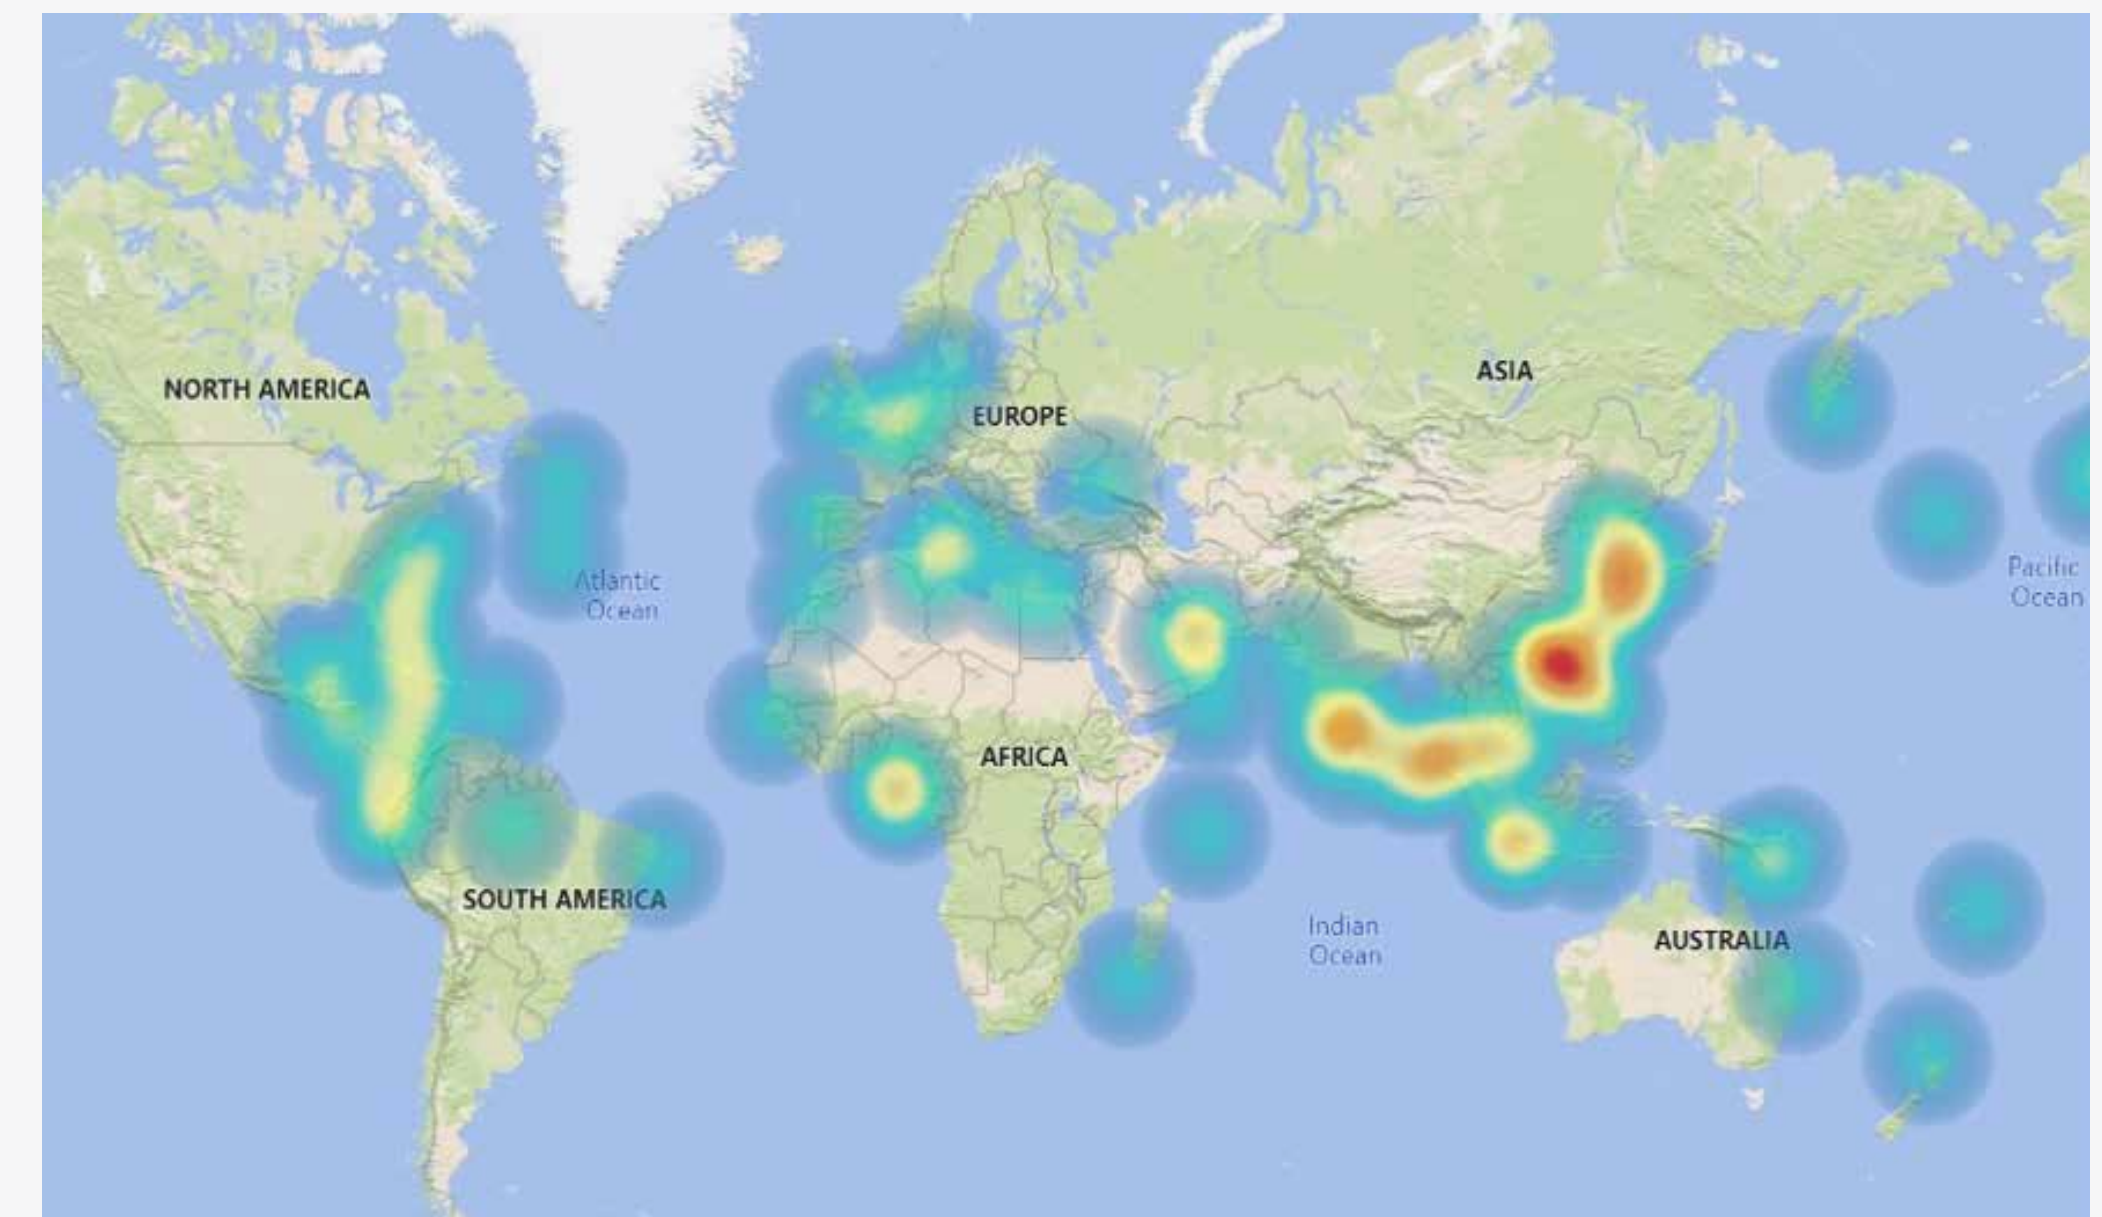 NORTH AMERICA
ASIA
EUROPE
Atlantic
Ocean
Pacific
Ocean
AFRICA
SOUTH AMERICA
Indian
Ocean
AUSTRALIA